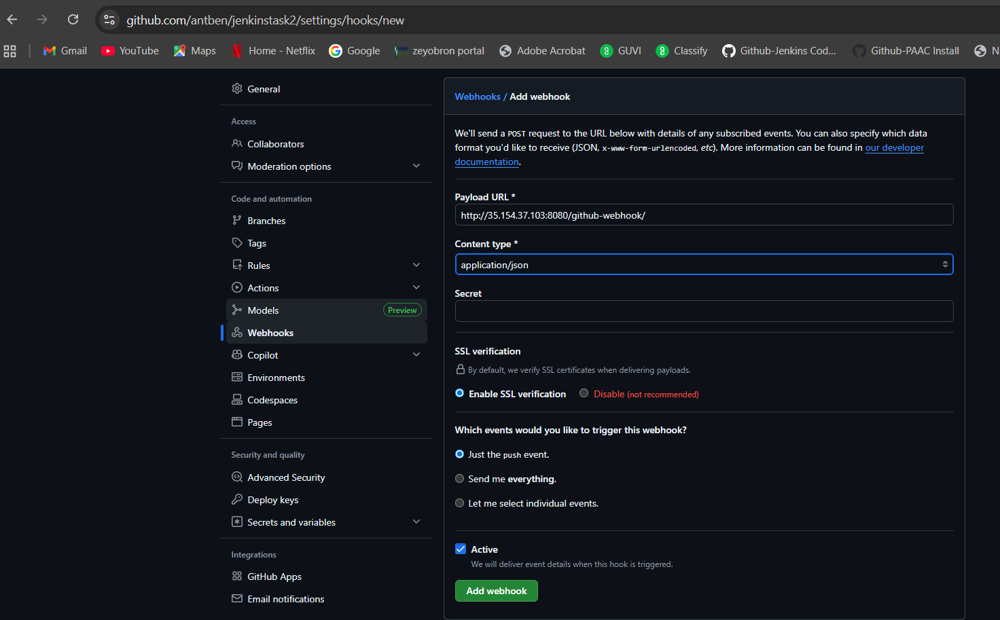 github.com/antben/jenkinstask2/settings/hooks/new
Gmail YouTube Maps Home - Netflix Google zeyobron portal Adobe Acrobat GUVI Classify Github-Jenkins Cod... Github-PAAC Install N
General
Access
Collaborators
Moderation options
Code and automation
Branches
Tags
Rules
Actions
Models Preview
Webhooks
Copilot
Environments
Codespaces
Pages
Security and quality
Advanced Security
Deploy keys
Secrets and variables
Integrations
GitHub Apps
Email notifications
Webhooks / Add webhook
We'll send a POST request to the URL below with details of any subscribed events. You can also specify which data
format you'd like to receive (JSON, x-www-form-urlencoded, etc). More information can be found in our developer
documentation.
Payload URL *
http://35.154.37.103:8080/github-webhook/
Content type *
application/json
Secret
SSL verification
By default, we verify SSL certificates when delivering payloads.
Enable SSL verification Disable (not recommended)
Which events would you like to trigger this webhook?
Just the push event.
Send me everything.
Let me select individual events.
Active
We will deliver event details when this hook is triggered.
Add webhook